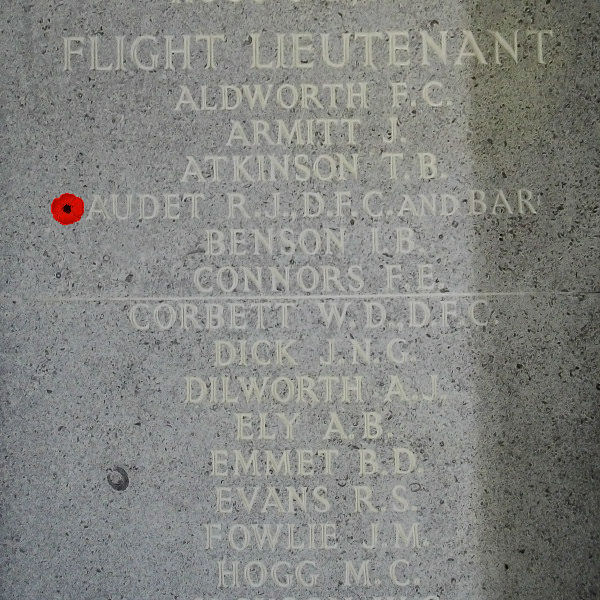 FLIGHT LIEUTENANT
ALDWORTH F.C.
ARMITT J.
ATKINSON T.B.
AUDET R.J., D.F.C. AND BAR
BENSON I.B.
CONNORS F.E.
CORBETT W.D., D.F.C.
DICK J.N.G.
DILWORTH A.J.
ELY A.B.
EMMET B.D.
EVANS R.S.
FOWLIE J.M.
HOGG M.C.